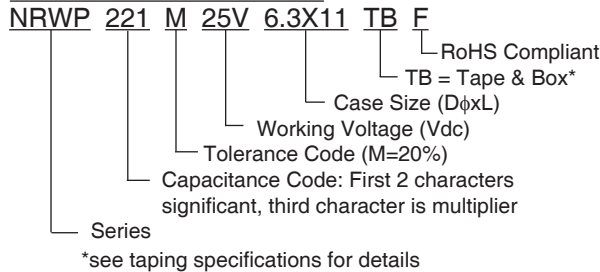 NRWP 221 M 25V 6.3X11 TB F
RoHS Compliant
TB = Tape & Box*
Case Size (DϕxL)
Working Voltage (Vdc)
Tolerance Code (M=20%)
Capacitance Code: First 2 characters
significant, third character is multiplier
Series
*see taping specifications for details